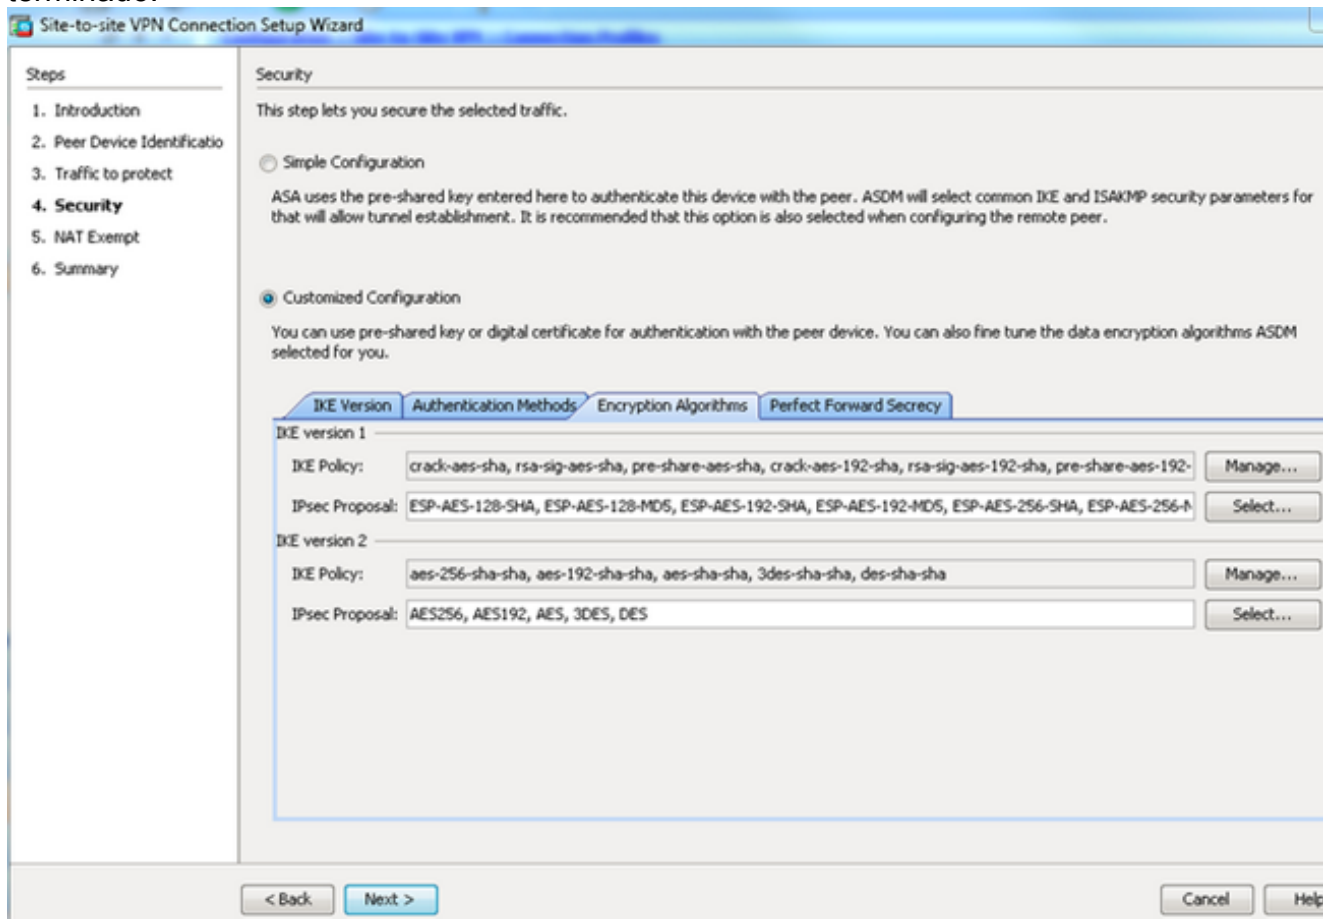 terminado.
Site-to-site VPN Connection Setup Wizard
Steps
1. Introduction
2. Peer Device Identificatio
3. Traffic to protect
4. Security
5. NAT Exempt
6. Summary
Security
This step lets you secure the selected traffic.
Simple Configuration
ASA uses the pre-shared key entered here to authenticate this device with the peer. ASDM will select common IKE and ISAKMP security parameters for
that will allow tunnel establishment. It is recommended that this option is also selected when configuring the remote peer.
Customized Configuration
You can use pre-shared key or digital certificate for authentication with the peer device. You can also fine tune the data encryption algorithms ASDM
selected for you.
IKE Version Authentication Methods Encryption Algorithms Perfect Forward Secrecy
IKE version 1
IKE Policy: crack-aes-sha, rsa-sig-aes-sha, pre-share-aes-sha, crack-aes-192-sha, rsa-sig-aes-192-sha, pre-share-aes-192- Manage...
IPsec Proposal: ESP-AES-128-SHA, ESP-AES-128-MD5, ESP-AES-192-SHA, ESP-AES-192-MD5, ESP-AES-256-SHA, ESP-AES-256-M Select...
IKE version 2
IKE Policy: aes-256-sha-sha, aes-192-sha-sha, aes-sha-sha, 3des-sha-sha, des-sha-sha Manage...
IPsec Proposal: AES256, AES192, AES, 3DES, DES Select...
< Back Next > Cancel Help